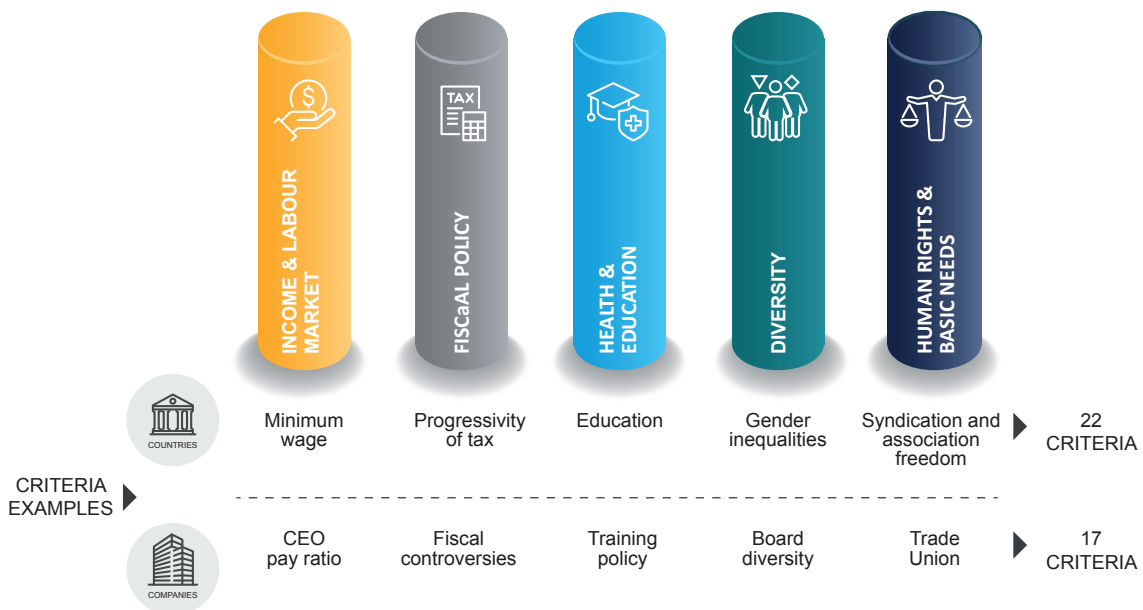 TAX
INCOME & LABOUR
MARKET
FISCaAL POLICY
HEALTH &
EDUCATION
DIVERSITY
HUMAN RIGHTS &
BASIC NEEDS
COUNTRIES
Minimum
wage
Progressivity
of tax
Education
Gender
inequalities
Syndication and
association
freedom
22
CRITERIA
CRITERIA
EXAMPLES
COMPANIES
CEO
pay ratio
Fiscal
controversies
Training
policy
Board
diversity
Trade
Union
17
CRITERIA